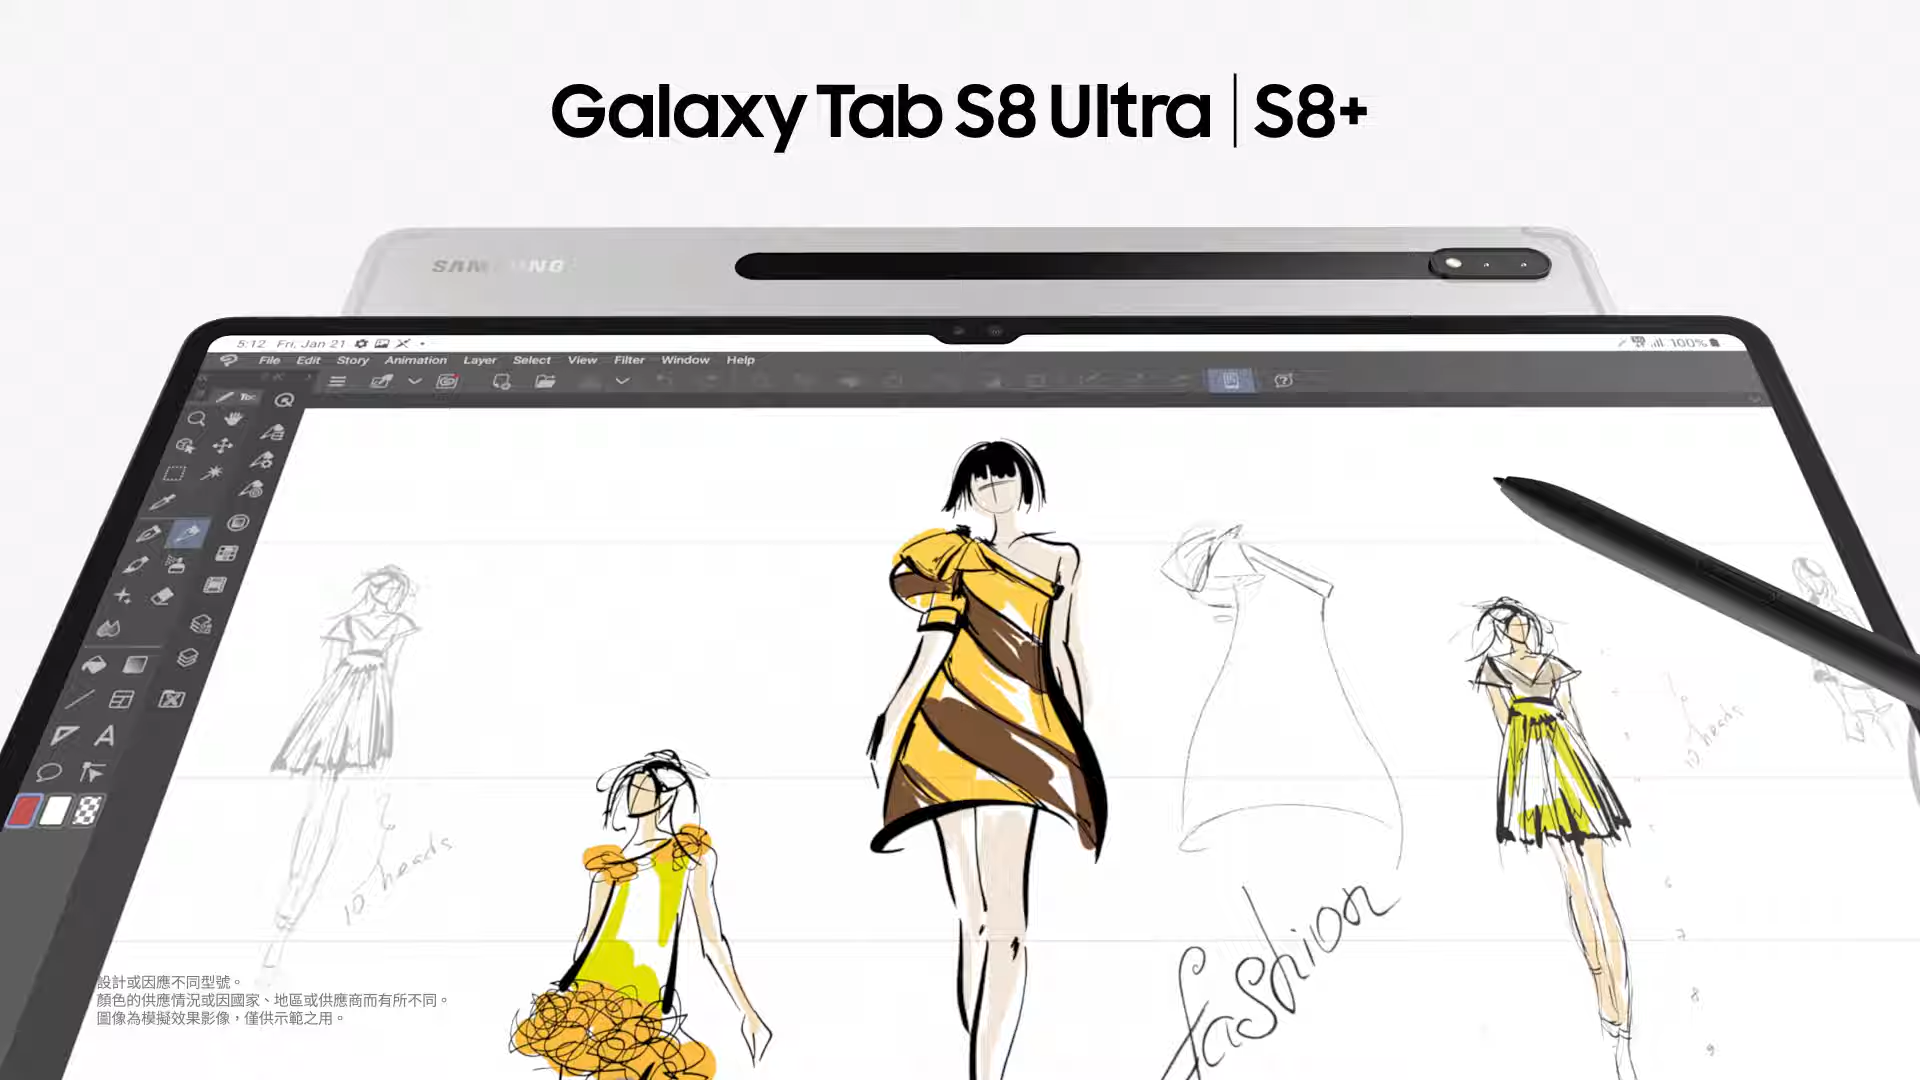 Galaxy Tab S8 Ultra | S8+
SAMSUNG
5:12 Fri, Jan 21
100%
File Edit Story Animation Layer Select View Filter Window Help
10 heads
10 heads
7
8
9
fashion
設計或因應不同型號。
顏色的供應情況或因國家、地區或供應商而有所不同。
圖像為模擬效果影像，僅供示範之用。